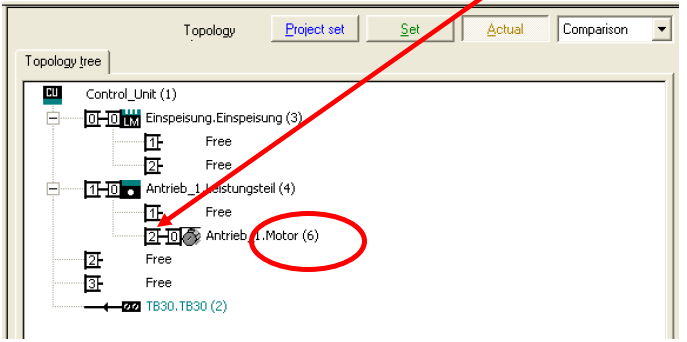 Topology Project set Set Actual Comparison
Topology tree
CU Control_Unit (1)
0 0 LM Einspeisung.Einspeisung (3)
1 Free
2 Free
1 0 Antrieb_1.Leistungsteil (4)
1 Free
2 0 Antrieb_1.Motor (6)
2 Free
3 Free
TB30.TB30 (2)